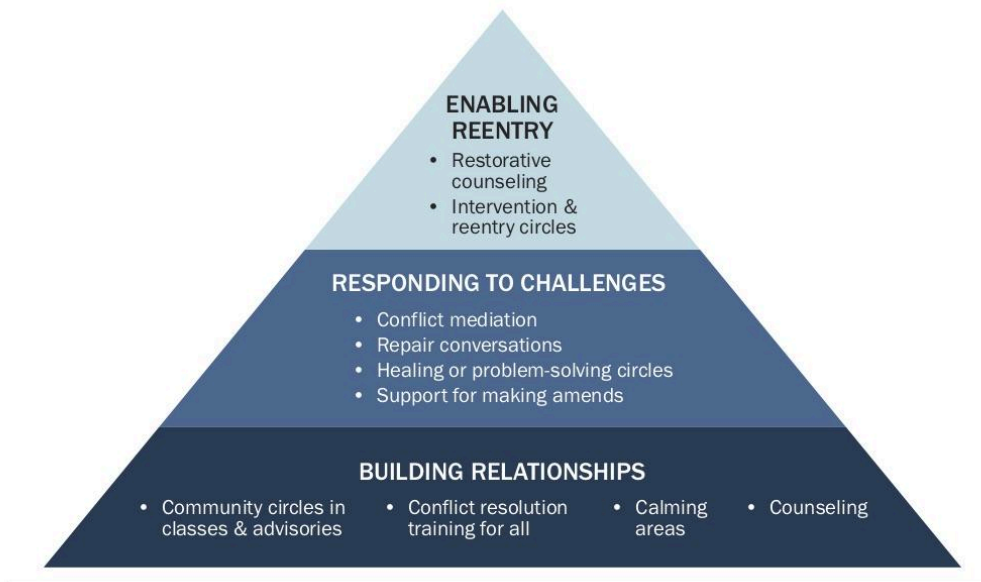 ENABLING
REENTRY
• Restorative
counseling
• Intervention &
reentry circles
RESPONDING TO CHALLENGES
• Conflict mediation
• Repair conversations
• Healing or problem-solving circles
• Support for making amends
BUILDING RELATIONSHIPS
• Community circles in
classes & advisories
• Conflict resolution
training for all
• Calming
areas
• Counseling